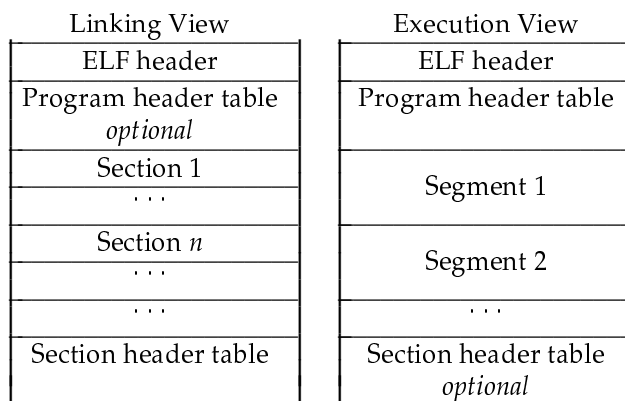 Linking View
ELF header
Program header table
optional
Section 1
. . .
Section n
. . .
. . .
Section header table
Execution View
ELF header
Program header table
Segment 1
Segment 2
. . .
Section header table
optional